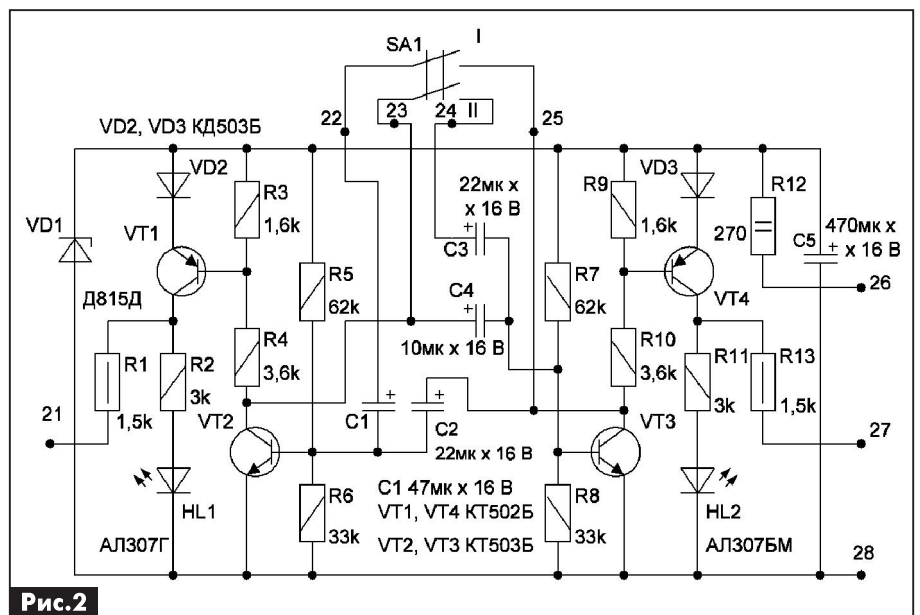 SA1
I
22
23
24
II
25
VD2, VD3 КД503Б
VD2
R3
1,6k
22мк x
x 16 В
C3
R9
1,6k
VD3
R12
270
470мк x
x 16 В
C5
26
VD1
VT1
Д815Д
R5
62k
C4
10мк x 16 В
R7
62k
VT4
R1
1,5k
R2
3k
R4
3,6k
R10
3,6k
R11
3k
R13
1,5k
21
VT2
C1
C2
22мк x 16 В
VT3
27
HL1
АЛ307Г
R6
33k
C1 47мк x 16 В
VT1, VT4 КТ502Б
VT2, VT3 КТ503Б
R8
33k
HL2
АЛ307БМ
28
Рис.2